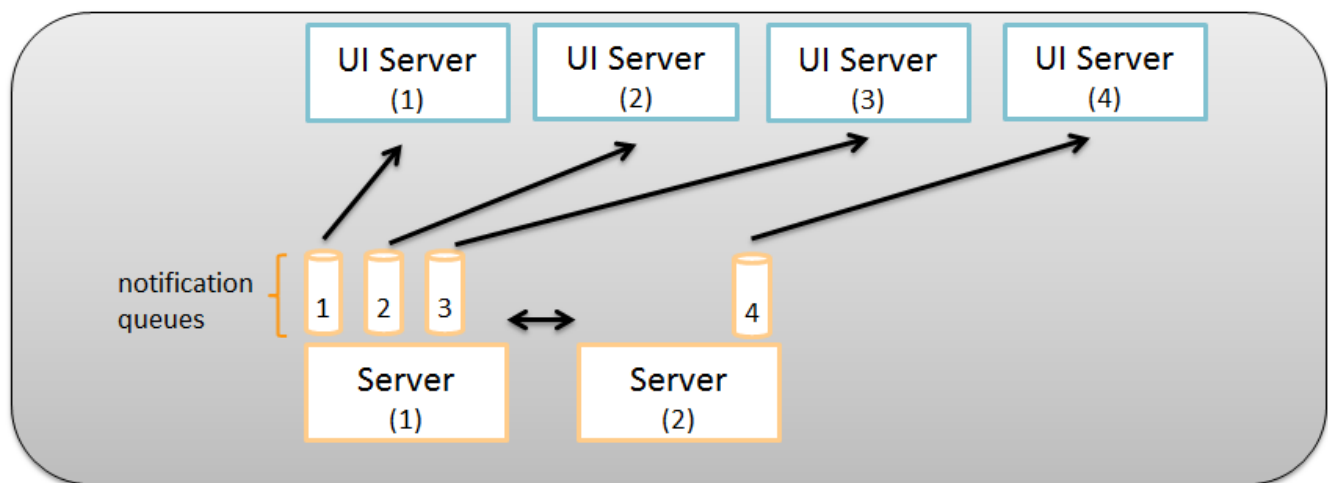 UI Server
(1)
UI Server
(2)
UI Server
(3)
UI Server
(4)
notification
queues
1
2
3
4
Server
(1)
Server
(2)